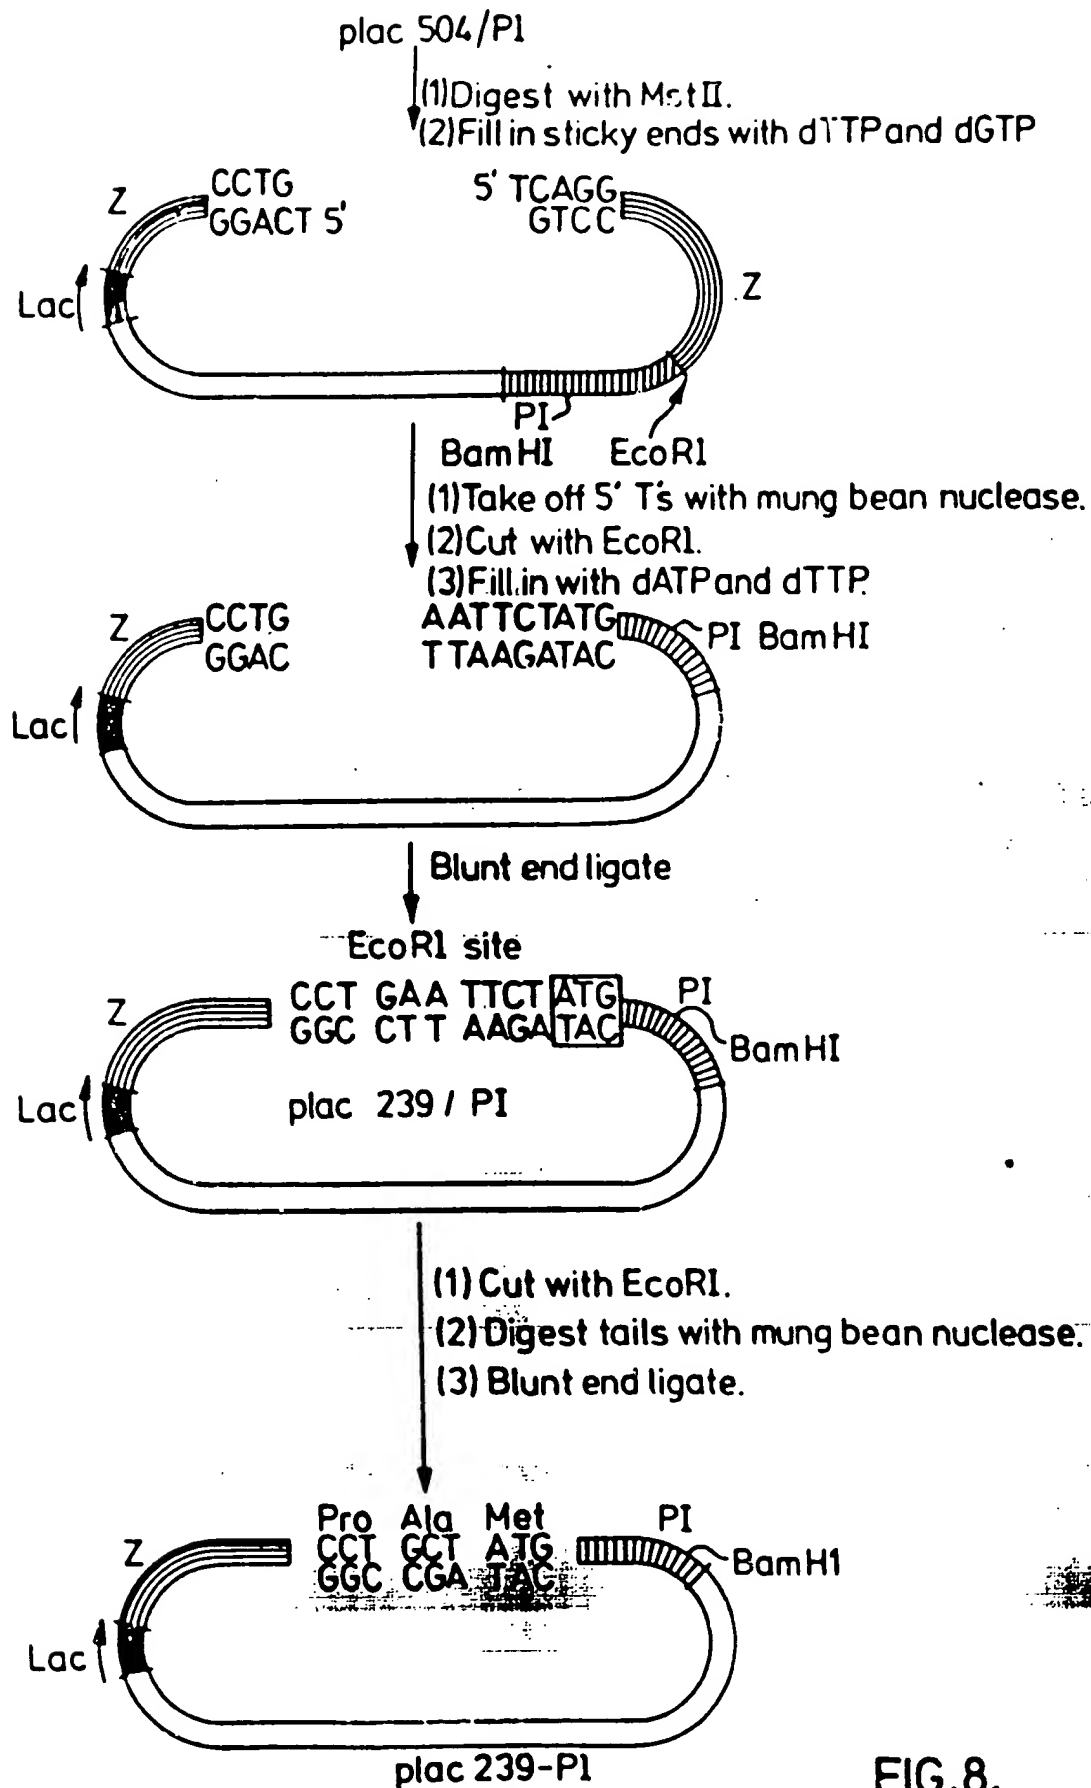 plac 504/PI
(1) Digest with MstII.
(2) Fill in sticky ends with dTTP and dGTP
CCTG
GGACT 5'
5' TCAGG
GTCC
Z
Z
Lac
PI
BamHI
EcoR1
(1) Take off 5' T's with mung bean nuclease.
(2) Cut with EcoR1.
(3) Fill in with dATP and dTTP.
Z
CCTG
GGAC
AATTCTATG
TTAAGATAC
PI BamHI
Lac
Blunt end ligate
EcoR1 site
Z
CCT GAA TTCT ATG
GGC CTT AAGA TAC
PI
BamHI
Lac
plac 239 / PI
(1) Cut with EcoRI.
(2) Digest tails with mung bean nuclease.
(3) Blunt end ligate.
Pro Ala Met
CCT GCT ATG
GGC CGA TAC
Z
PI
BamH1
Lac
plac 239-P1
FIG.8.